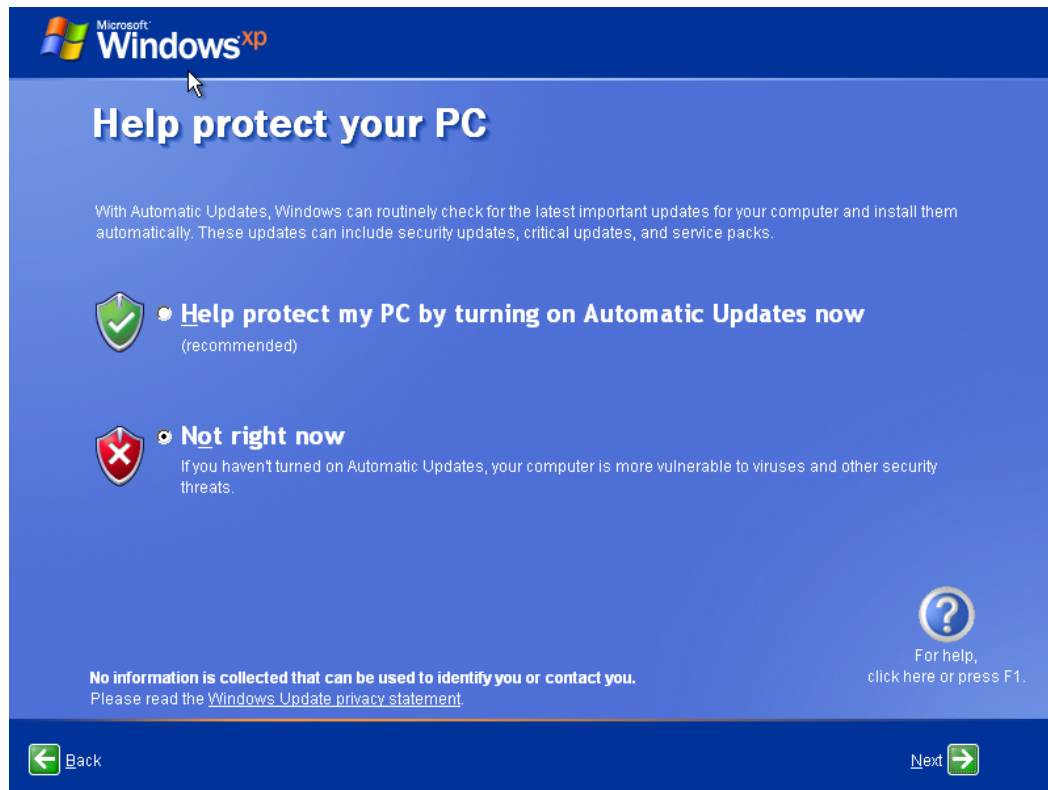 Microsoft
Windows xp
Help protect your PC
With Automatic Updates, Windows can routinely check for the latest important updates for your computer and install them
automatically. These updates can include security updates, critical updates, and service packs.
Help protect my PC by turning on Automatic Updates now
(recommended)
Not right now
If you haven't turned on Automatic Updates, your computer is more vulnerable to viruses and other security
threats.
For help,
click here or press F1.
No information is collected that can be used to identify you or contact you.
Please read the Windows Update privacy statement.
Back
Next